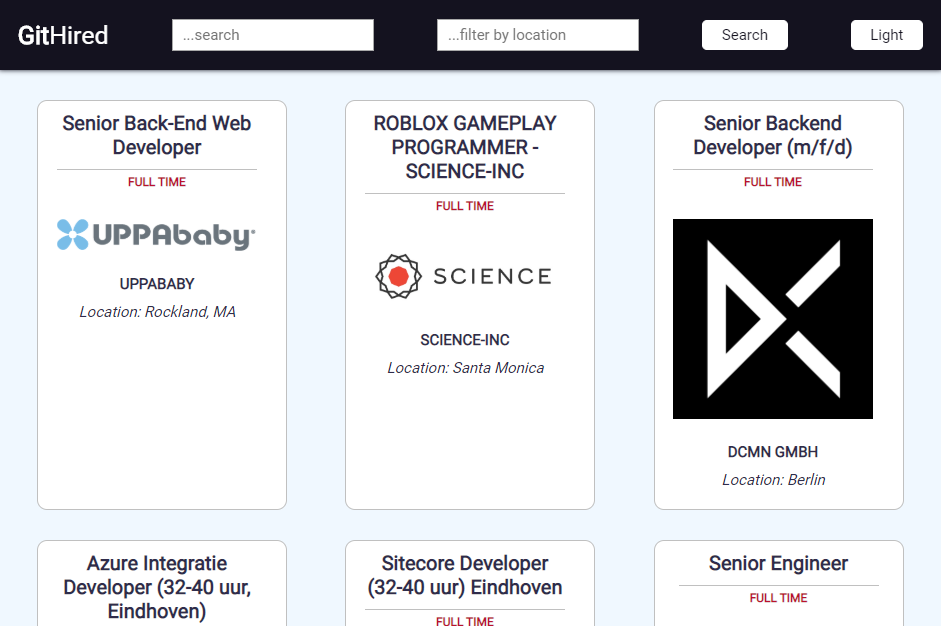 GitHired
...search
...filter by location
Search
Light
Senior Back-End Web
Developer
FULL TIME
UPPAbaby
UPPABABY
Location: Rockland, MA
ROBLOX GAMEPLAY
PROGRAMMER -
SCIENCE-INC
FULL TIME
SCIENCE
SCIENCE-INC
Location: Santa Monica
Senior Backend
Developer (m/f/d)
FULL TIME
DCMN GMBH
Location: Berlin
Azure Integratie
Developer (32-40 uur,
Eindhoven)
Sitecore Developer
(32-40 uur) Eindhoven
FULL TIME
Senior Engineer
FULL TIME